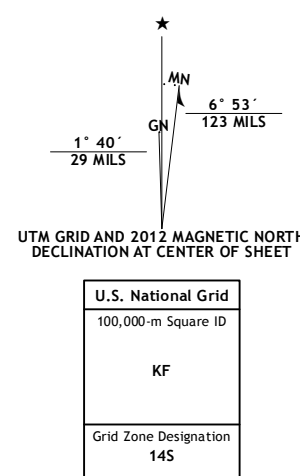 ★
MN
GN
6° 53´
123 MILS
1° 40´
29 MILS
UTM GRID AND 2012 MAGNETIC NORTH
DECLINATION AT CENTER OF SHEET
U.S. National Grid
100,000-m Square ID
KF
Grid Zone Designation
14S